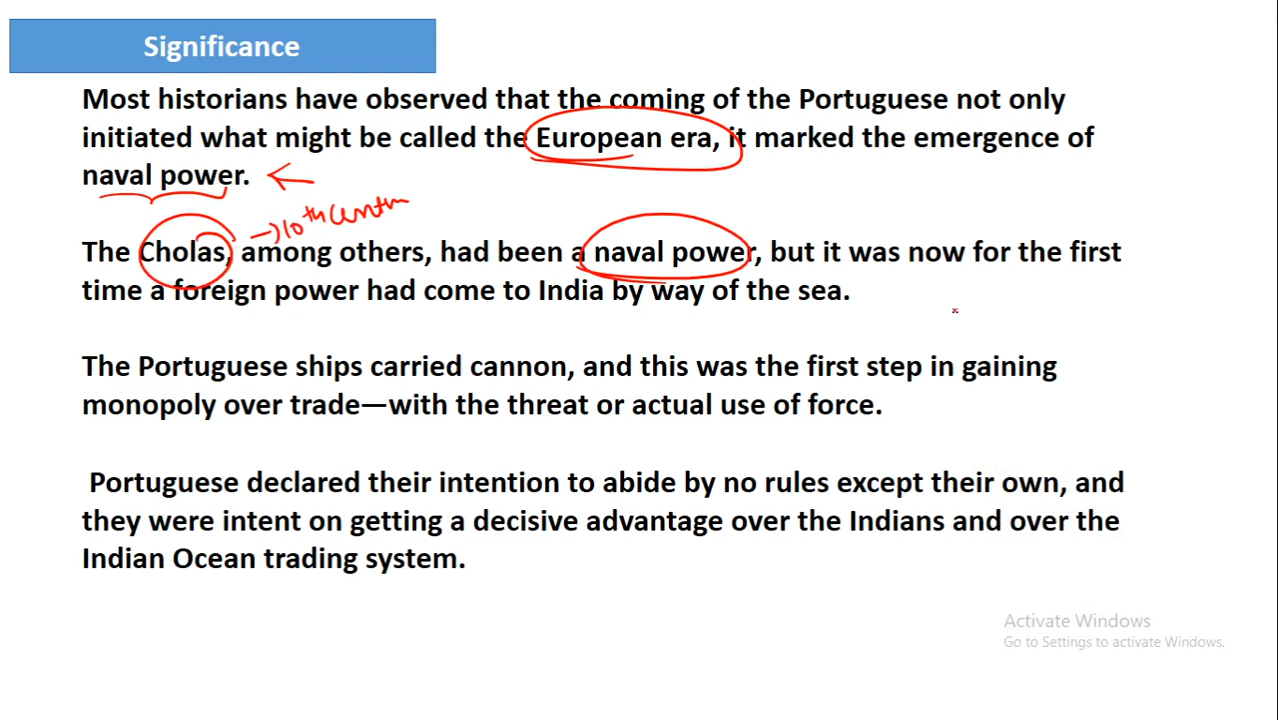 Significance
Most historians have observed that the coming of the Portuguese not only
initiated what might be called the European era, it marked the emergence of
naval power.
→ 10th
The Cholas, among others, had been a naval power, but it was now for the first
time a foreign power had come to India by way of the sea.
The Portuguese ships carried cannon, and this was the first step in gaining
monopoly over trade—with the threat or actual use of force.
Portuguese declared their intention to abide by no rules except their own, and
they were intent on getting a decisive advantage over the Indians and over the
Indian Ocean trading system.
Activate Windows
Go to Settings to activate Windows.